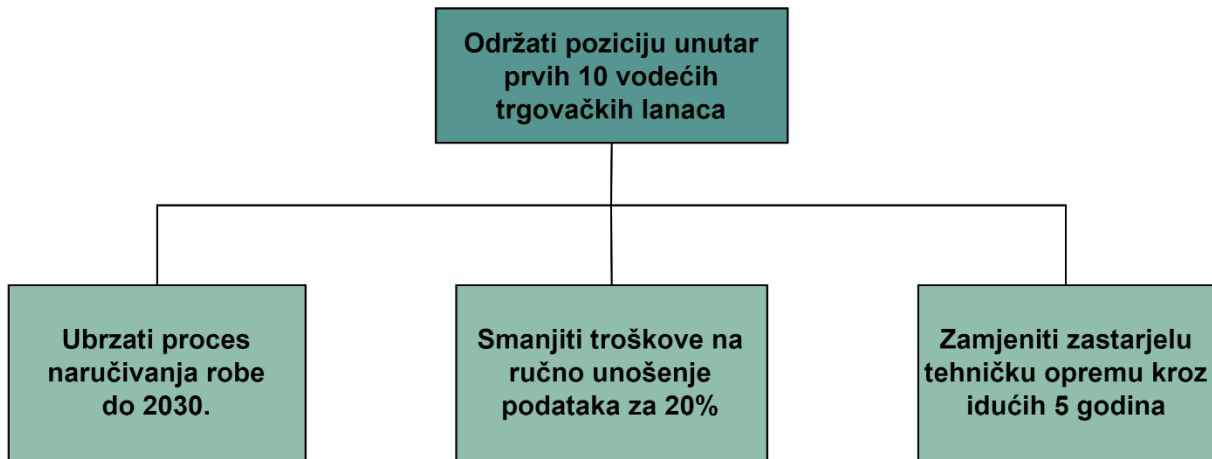 Održati poziciju unutar
prvih 10 vodećih
trgovačkih lanaca
Ubrzati proces
naručivanja robe
do 2030.
Smanjiti troškove na
ručno unošenje
podataka za 20%
Zamjeniti zastarjelu
tehničku opremu kroz
idućih 5 godina